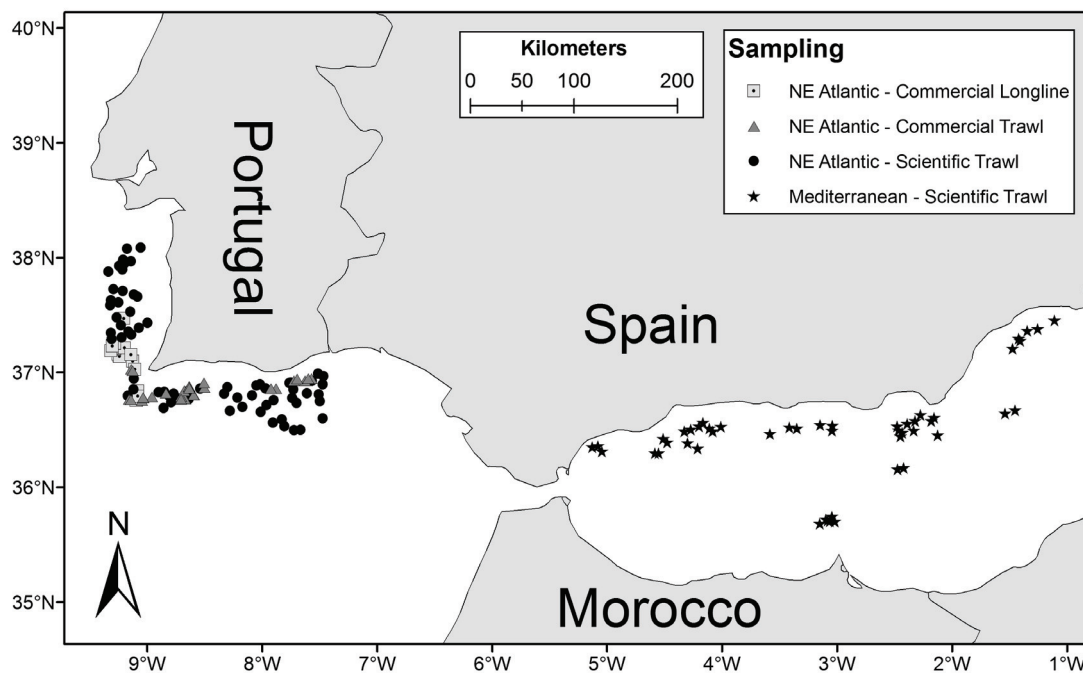 40°N
39°N
38°N
37°N
36°N
35°N
Kilometers
0 50 100 200
Sampling
NE Atlantic - Commercial Longline
NE Atlantic - Commercial Trawl
NE Atlantic - Scientific Trawl
Mediterranean - Scientific Trawl
Portugal
Spain
Morocco
N
9°W 8°W 7°W 6°W 5°W 4°W 3°W 2°W 1°W